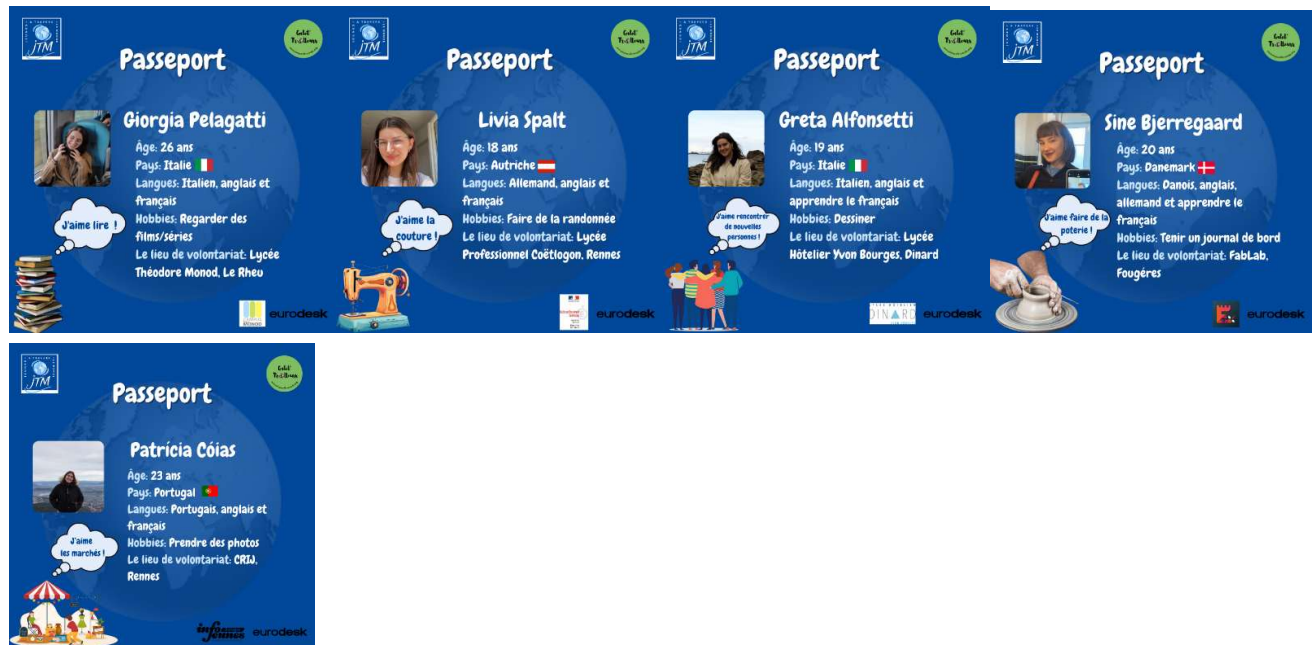 JTM
Passeport
Giorgia Pelagatti
Âge: 26 ans
Pays: Italie
Langues: Italien, anglais et
français
Hobbies: Regarder des
films/séries
Le lieu de volontariat: Lycée
Théodore Monod, Le Rheu
J'aime lire !
eurodesk
JTM
Passeport
Livia Spalt
Âge: 18 ans
Pays: Autriche
Langues: Allemand, anglais et
français
Hobbies: Faire de la randonnée
Le lieu de volontariat: Lycée
Professionnel Coëtlogon, Rennes
J'aime la
couture !
eurodesk
JTM
Passeport
Greta Alfonsetti
Âge: 19 ans
Pays: Italie
Langues: Italien, anglais et
apprendre le français
Hobbies: Dessiner
Le lieu de volontariat: Lycée
Hôtelier Yvon Bourges, Dinard
J'aime rencontrer
de nouvelles
personnes !
DINARD
eurodesk
JTM
Passeport
Sine Bjerregaard
Âge: 20 ans
Pays: Danemark
Langues: Danois, anglais,
allemand et apprendre le
français
Hobbies: Tenir un journal de bord
Le lieu de volontariat: FabLab,
Fougéres
J'aime faire de la
poterie !
eurodesk
JTM
Passeport
Patrícia Cóias
Âge: 23 ans
Pays: Portugal
Langues: Portugais, anglais et
français
Hobbies: Prendre des photos
Le lieu de volontariat: CRIJ,
Rennes
J'aime
les marchés !
info
jeunes
eurodesk